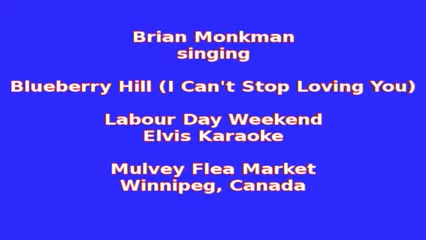 Brian Monkman
singing
Blueberry Hill (I Can't Stop Loving You)
Labour Day Weekend
Elvis Karaoke
Mulvey Flea Market
Winnipeg, Canada